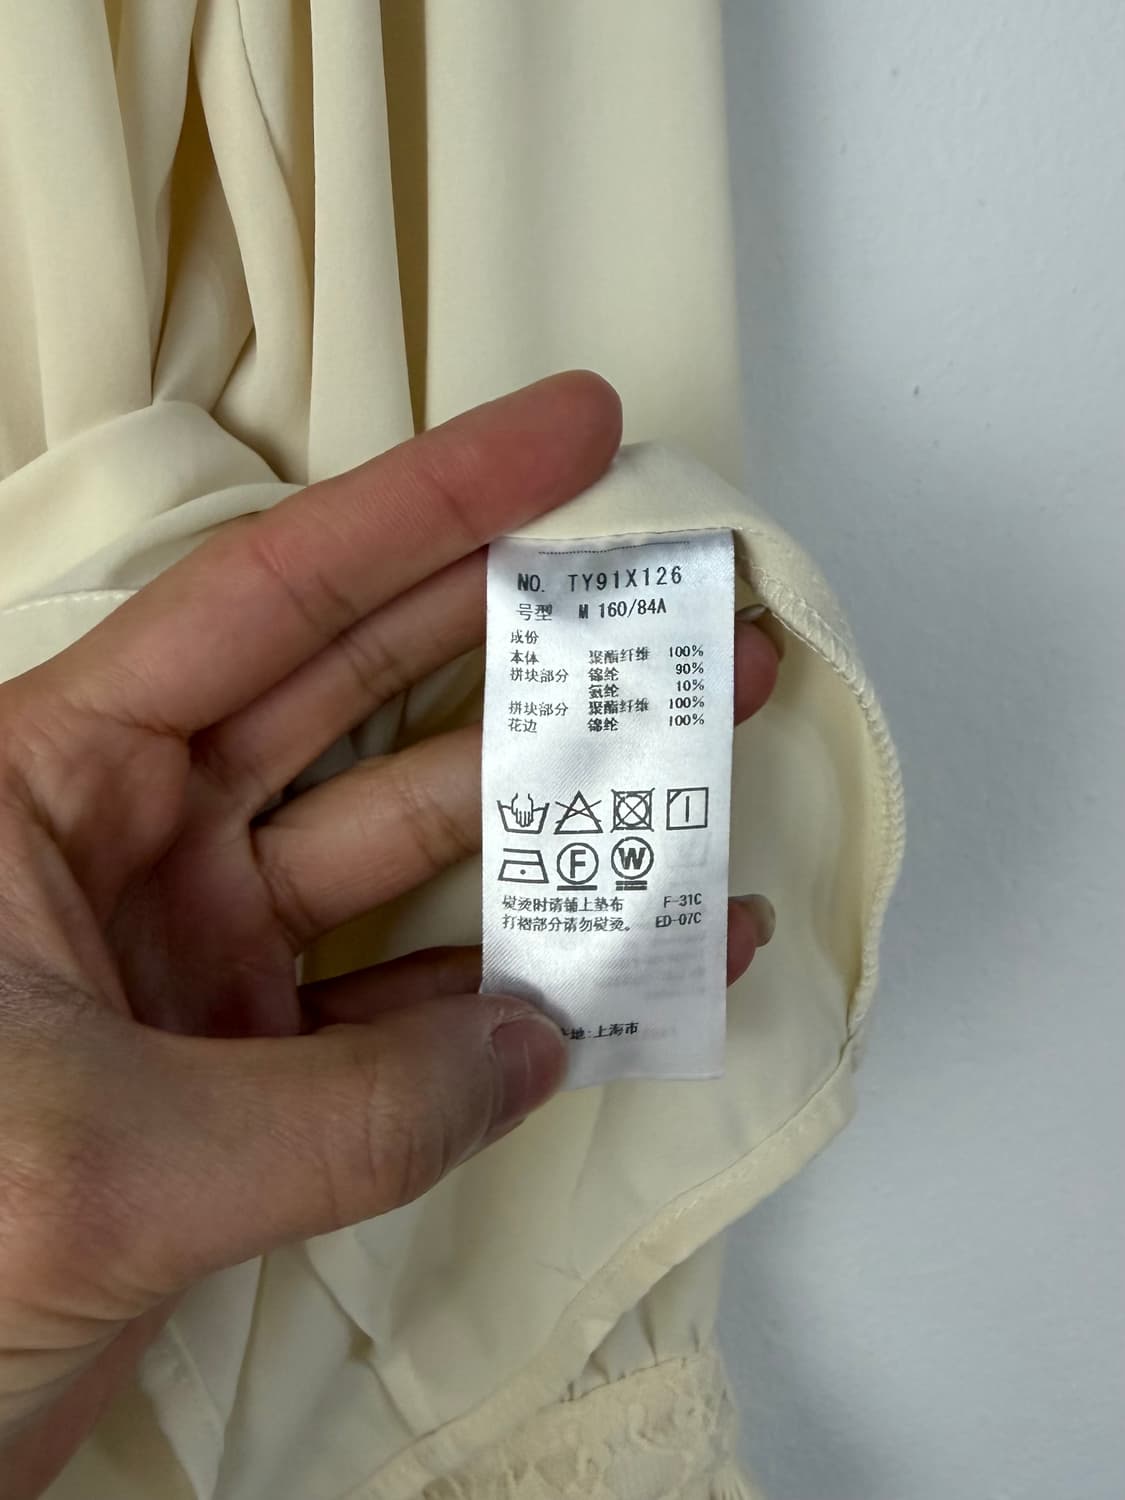 NO. TY91X126
号型 M 160/84A
成份
本体 聚酯纤维 100%
拼块部分 锦纶 90%
氨纶 10%
拼块部分 聚酯纤维 100%
花边 锦纶 100%
F W
熨烫时请铺上垫布 F-31C
打褶部分请勿熨烫。 ED-07C
地:上海市